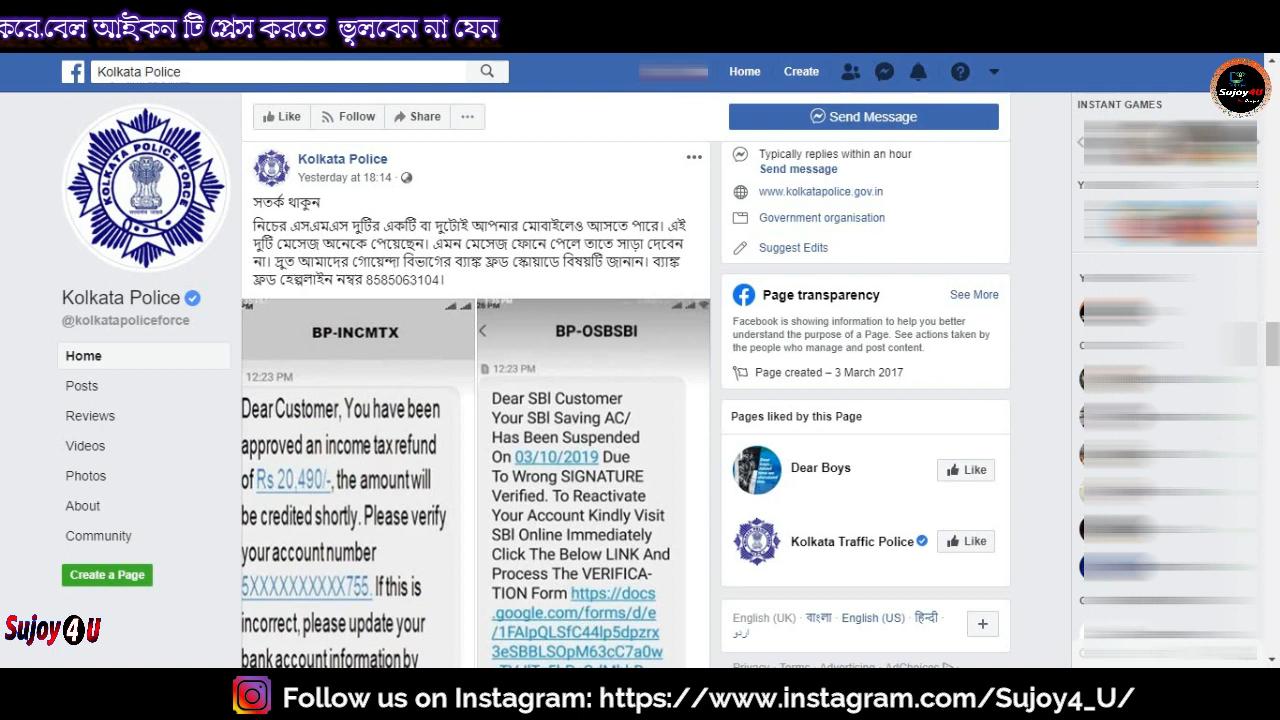 করে.বেল আইকন টি প্রেস করতে ভুলবেন না যেন
Kolkata Police
Home
Create
Sujoy4U
INSTANT GAMES
KOLKATA POLICE FORCE
Like
Follow
Share
Send Message
Kolkata Police
Yesterday at 18:14
সতর্ক থাকুন
নিচের এসএমএস দুটির একটি বা দুটোই আপনার মোবাইলেও আসতে পারে। এই
দুটি মেসেজ অনেকে পেয়েছেন। এমন মেসেজ ফোনে পেলে তাতে সাড়া দেবেন
না। দ্রুত আমাদের গোয়েন্দা বিভাগের ব্যাঙ্ক ফ্রড স্কোয়াডে বিষয়টি জানান। ব্যাঙ্ক
ফ্রড হেল্পলাইন নম্বর 8585063104।
Typically replies within an hour
Send message
www.kolkatapolice.gov.in
Government organisation
Suggest Edits
Kolkata Police
@kolkatapoliceforce
Home
Posts
Reviews
Videos
Photos
About
Community
Create a Page
BP-INCMTX
12:23 PM
Dear Customer, You have been
approved an income tax refund
of Rs 20,490/-, the amount will
be credited shortly. Please verify
your account number
5XXXXXXXXXX755. If this is
incorrect, please update your
bank account information by
BP-OSBSBI
12:23 PM
Dear SBI Customer
Your SBI Saving AC/
Has Been Suspended
On 03/10/2019 Due
To Wrong SIGNATURE
Verified. To Reactivate
Your Account Kindly Visit
SBI Online Immediately
Click The Below LINK And
Process The VERIFICA-
TION Form https://docs
.google.com/forms/d/e
/1FAIpQLSfC44lp5dpzrx
3eSBBLSOpM63cC7a0w
Page transparency
See More
Facebook is showing information to help you better
understand the purpose of a Page. See actions taken by
the people who manage and post content.
Page created – 3 March 2017
Pages liked by this Page
Dear Boys
Like
Kolkata Traffic Police
Like
English (UK) · বাংলা · English (US) · हिन्दी ·
اردو
Privacy · Terms · Advertising · AdChoices
Sujoy4U
Follow us on Instagram: https://www.instagram.com/Sujoy4_U/